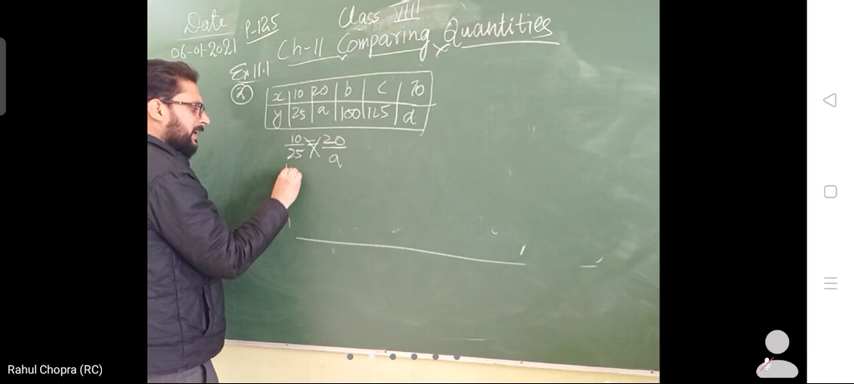 Date P-125 Class VIII
06-01-2021 Ch-11 Comparing Quantities
Ex 11.1
② x 10 20 b c 70
y 25 a 100 125 d
10/25 = 20/a
Rahul Chopra (RC)